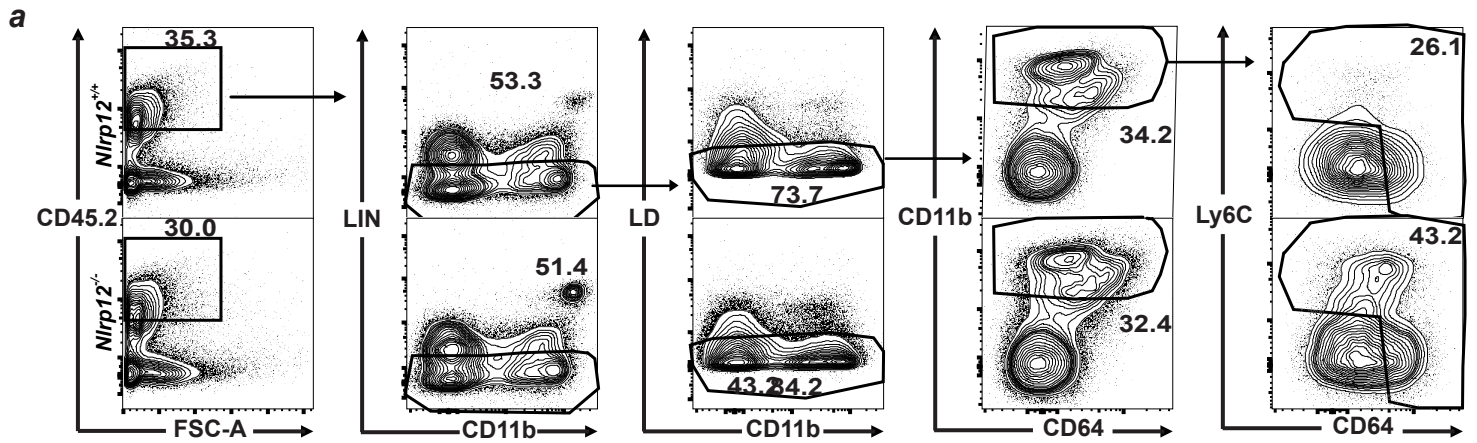 a
35.3
53.3
73.7
34.2
26.1
Nlrp12+/+
CD45.2
LIN
LD
CD11b
Ly6C
30.0
51.4
43.2
84.2
32.4
43.2
Nlrp12-/-
FSC-A
CD11b
CD11b
CD64
CD64